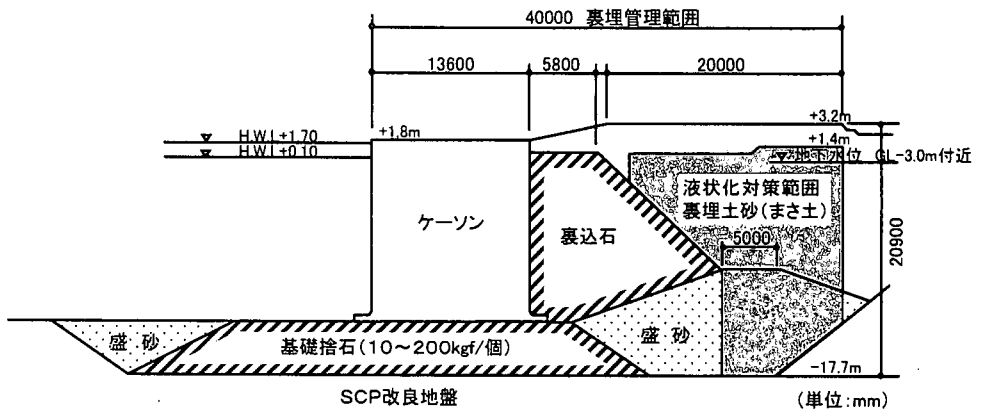 40000 裏埋管理範囲
13600
5800
20000
+3.2m
H.W.L+1.70
+1,8m
+1,4m
H.W.L+0.10
地下水位 GL-3.0m付近
液状化対策範囲
裏埋土砂(まさ土)
ケーソン
裏込石
5000
20900
盛砂
基礎捨石(10～200kgf/個)
盛砂
-17.7m
SCP改良地盤
(単位:mm)